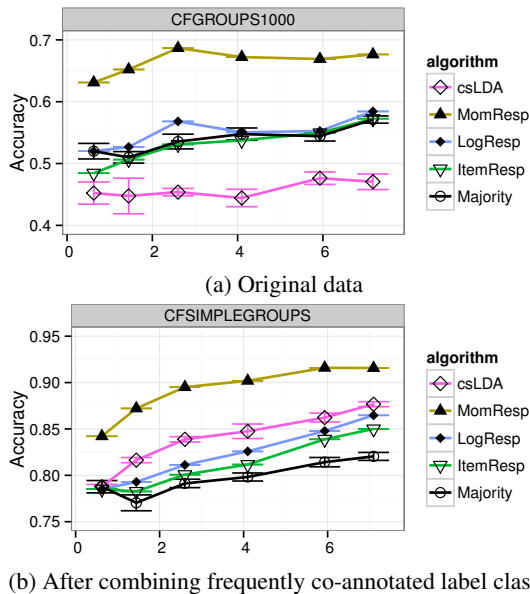 CFGROUPS1000
Accuracy
0.7
0.6
0.5
0.4
0 2 4 6
algorithm
csLDA
MomResp
LogResp
ItemResp
Majority
(a) Original data
CFSIMPLEGROUPS
Accuracy
0.95
0.90
0.85
0.80
0.75
0 2 4 6
algorithm
csLDA
MomResp
LogResp
ItemResp
Majority
(b) After combining frequently co-annotated label clas